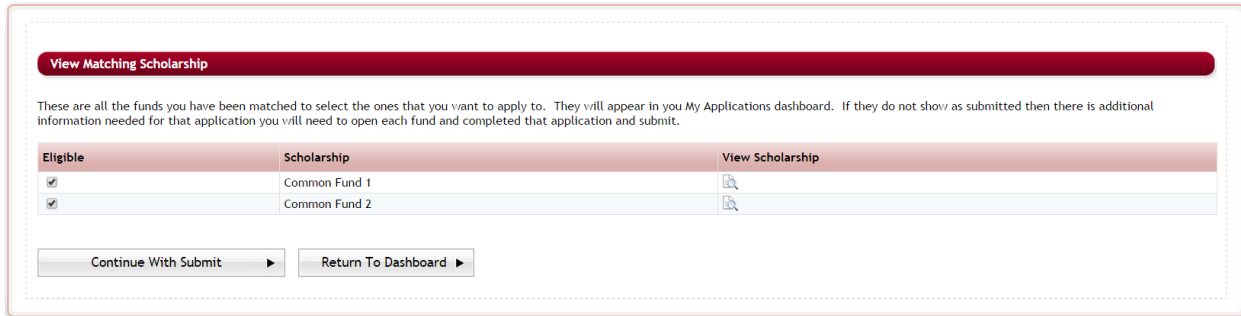 View Matching Scholarship
These are all the funds you have been matched to select the ones that you want to apply to. They will appear in you My Applications dashboard. If they do not show as submitted then there is additional
information needed for that application you will need to open each fund and completed that application and submit.
Eligible Scholarship View Scholarship
Common Fund 1
Common Fund 2
Continue With Submit Return To Dashboard